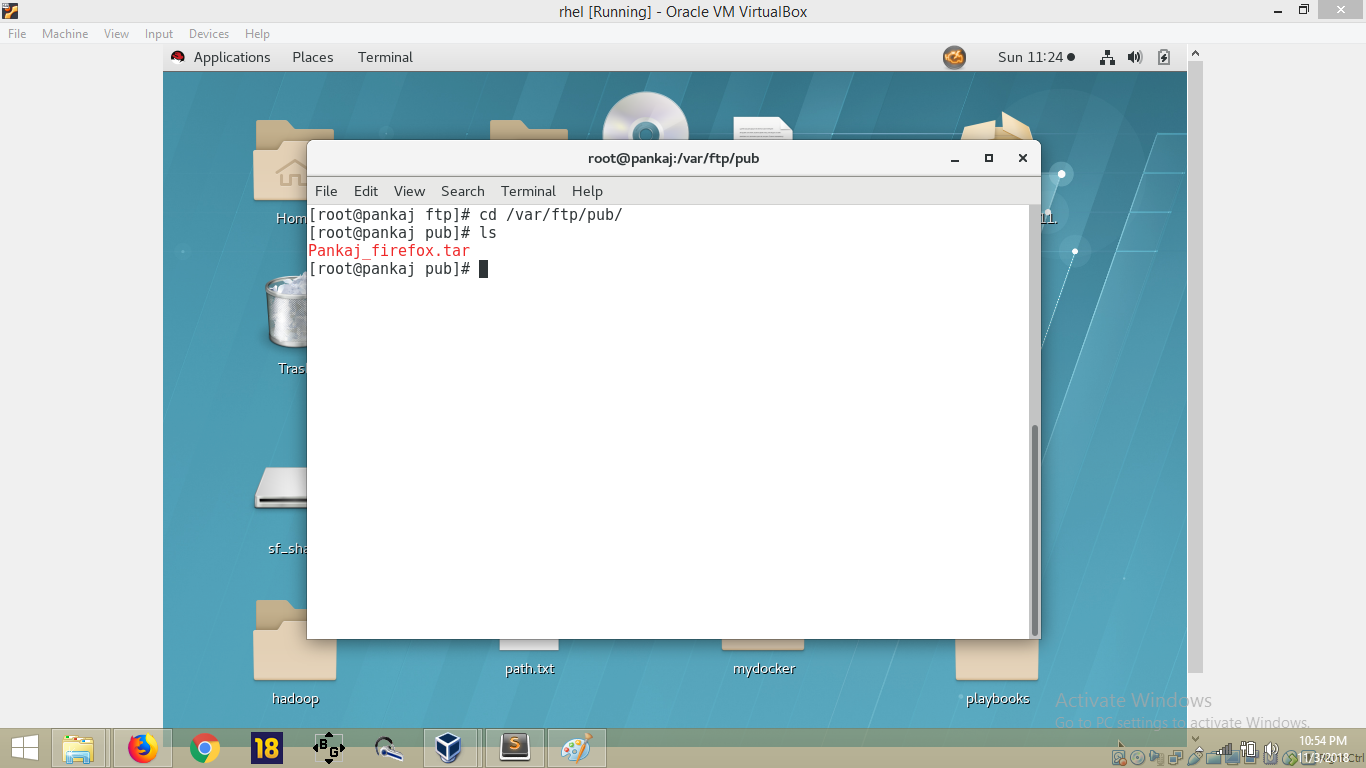 rhel [Running] - Oracle VM VirtualBox
File Machine View Input Devices Help
Applications Places Terminal Sun 11:24
root@pankaj:/var/ftp/pub
File Edit View Search Terminal Help
[root@pankaj ftp]# cd /var/ftp/pub/
[root@pankaj pub]# ls
Pankaj_firefox.tar
[root@pankaj pub]#
Hom
11.
Tras
sf_sha
hadoop
path.txt
mydocker
playbooks
Activate Windows
Go to PC settings to activate Windows.
18
BCG
S
10:54 PM
11/3/2018
Ctrl